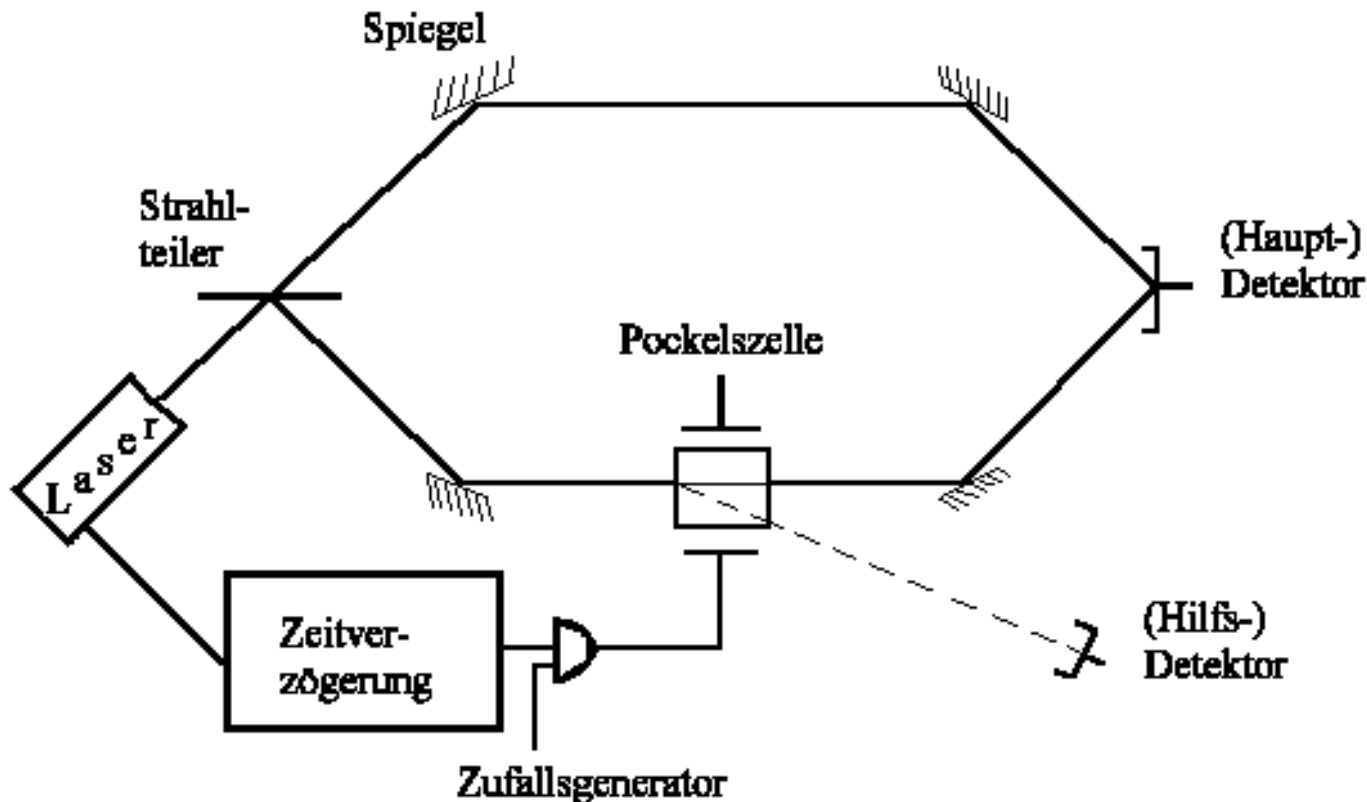 Spiegel
Strahl-
teiler
(Haupt-)
Detektor
Pockelszelle
Laser
(Hilfs-)
Detektor
Zeitver-
zögerung
Zufallsgenerator